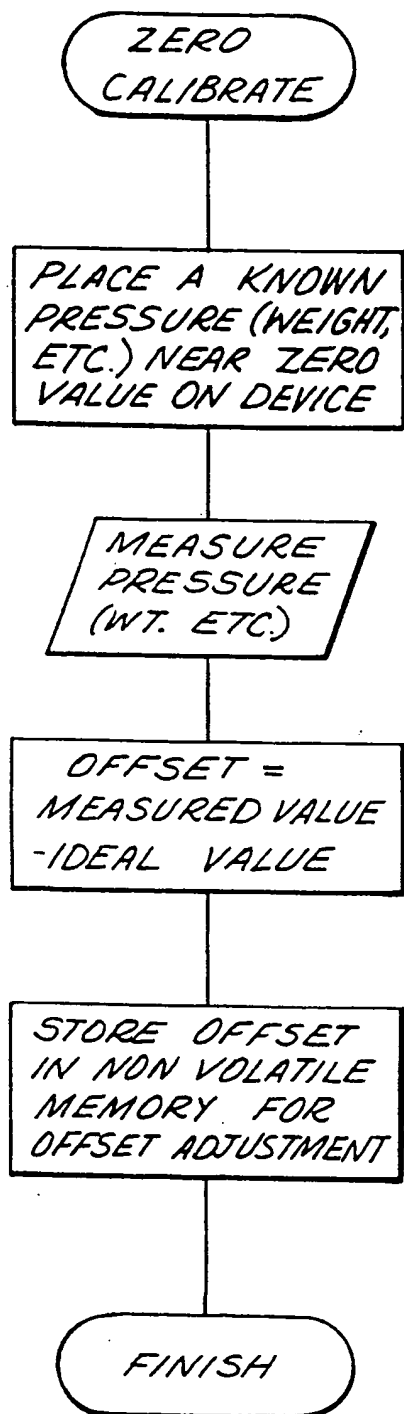 ZERO
CALIBRATE
PLACE A KNOWN
PRESSURE (WEIGHT,
ETC.) NEAR ZERO
VALUE ON DEVICE
MEASURE
PRESSURE
(WT. ETC.)
OFFSET =
MEASURED VALUE
-IDEAL VALUE
STORE OFFSET
IN NON VOLATILE
MEMORY FOR
OFFSET ADJUSTMENT
FINISH